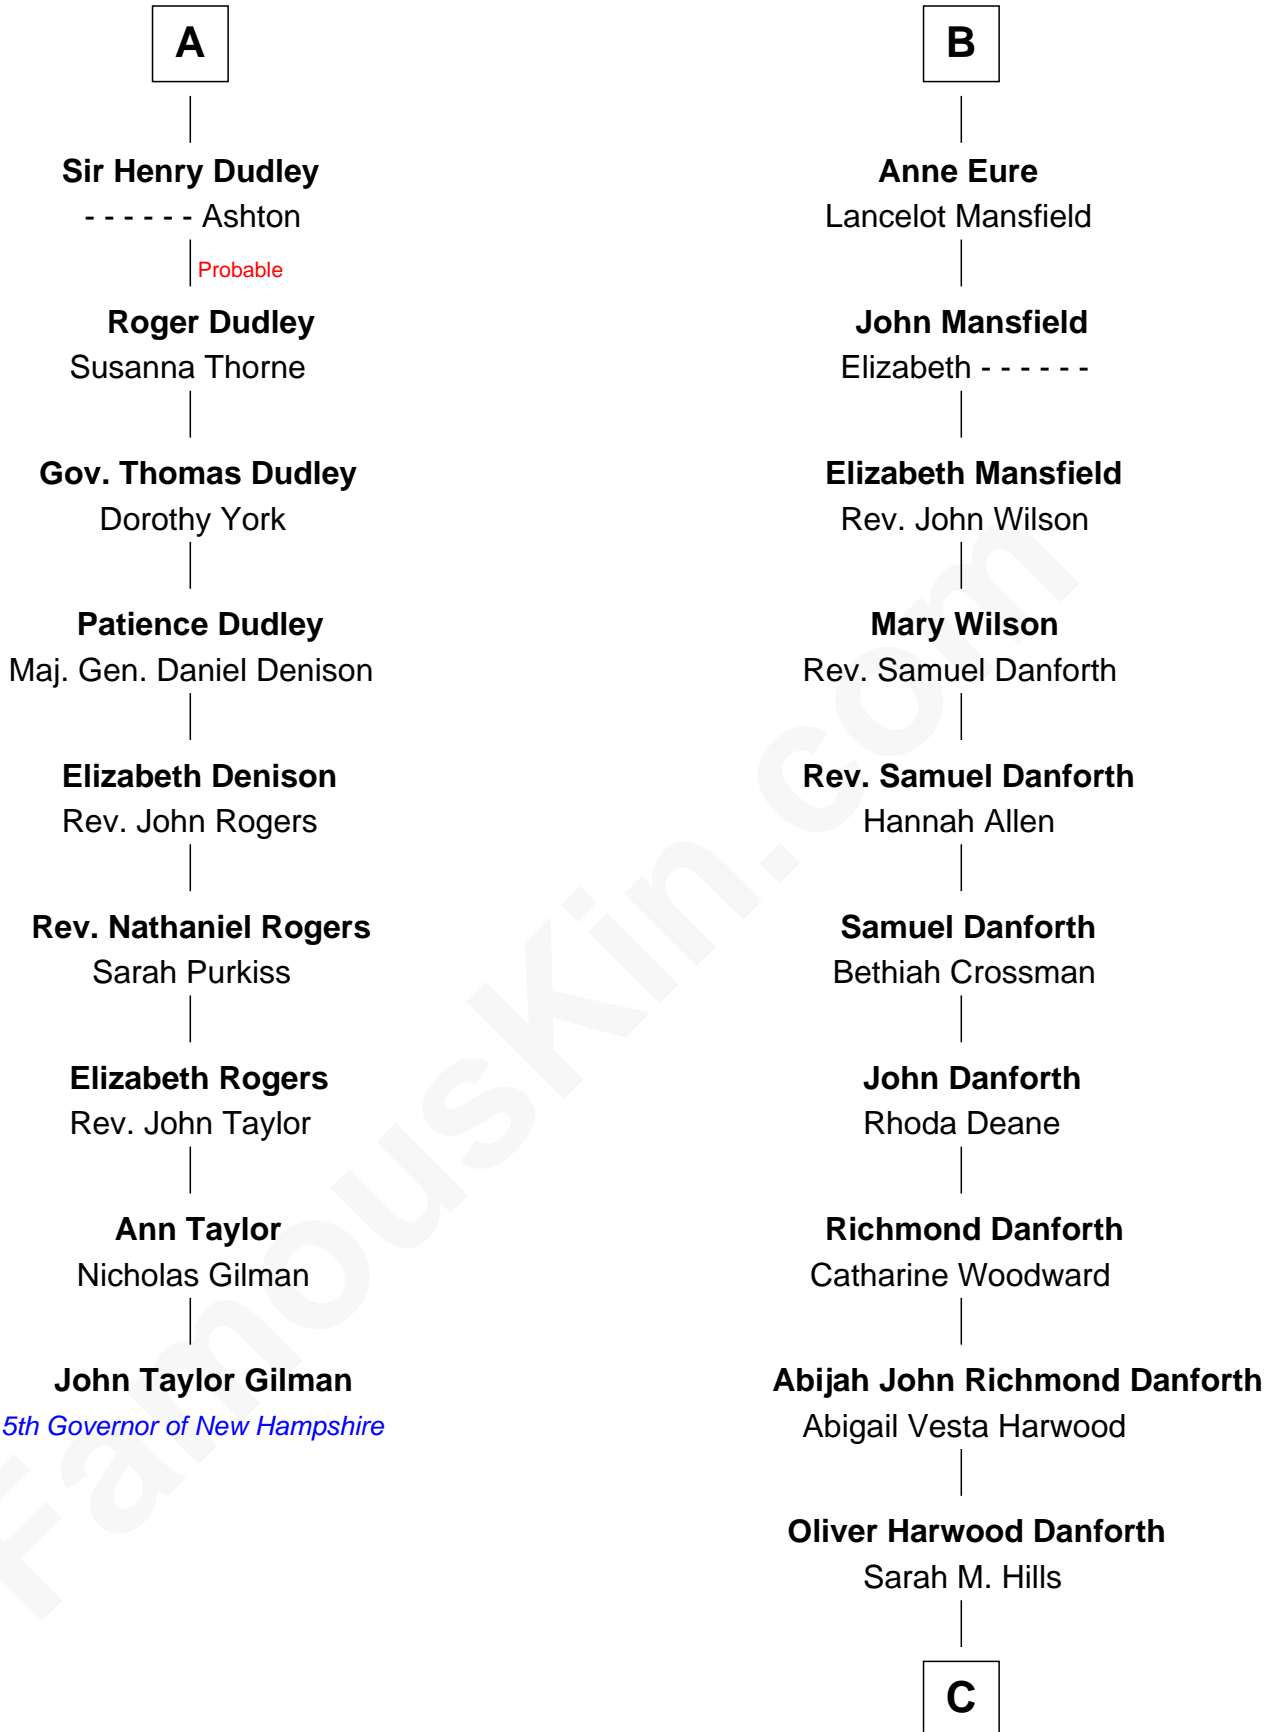 A
Sir Henry Dudley
- - - - - - Ashton
Probable
Roger Dudley
Susanna Thorne
Gov. Thomas Dudley
Dorothy York
Patience Dudley
Maj. Gen. Daniel Denison
Elizabeth Denison
Rev. John Rogers
Rev. Nathaniel Rogers
Sarah Purkiss
Elizabeth Rogers
Rev. John Taylor
Ann Taylor
Nicholas Gilman
John Taylor Gilman
5th Governor of New Hampshire
B
Anne Eure
Lancelot Mansfield
John Mansfield
Elizabeth - - - - - -
Elizabeth Mansfield
Rev. John Wilson
Mary Wilson
Rev. Samuel Danforth
Rev. Samuel Danforth
Hannah Allen
Samuel Danforth
Bethiah Crossman
John Danforth
Rhoda Deane
Richmond Danforth
Catharine Woodward
Abijah John Richmond Danforth
Abigail Vesta Harwood
Oliver Harwood Danforth
Sarah M. Hills
C
FamousKin.com